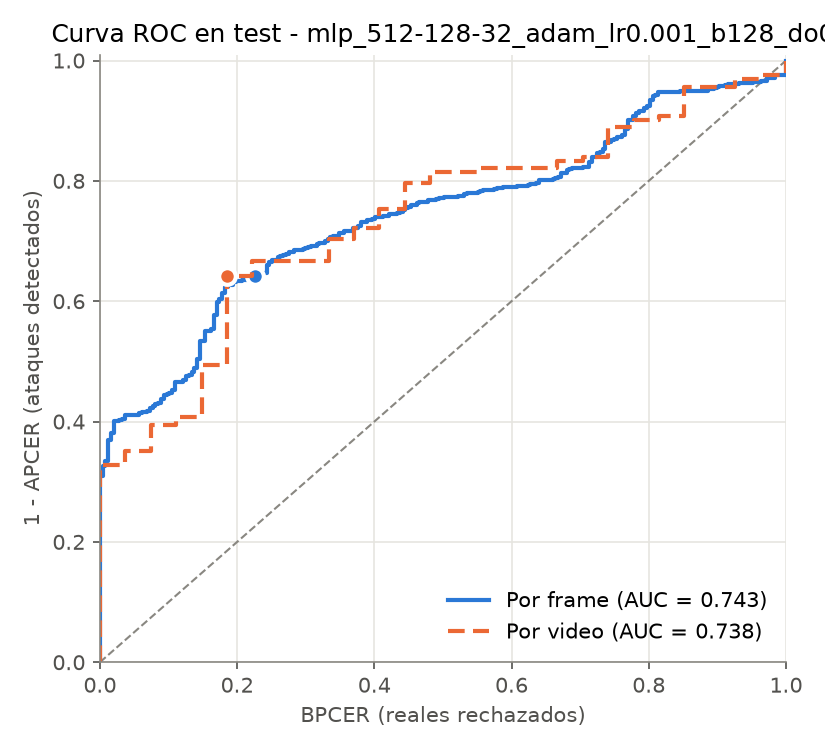 Curva ROC en test - mlp_512-128-32_adam_lr0.001_b128_do0
1.0
0.8
0.6
0.4
0.2
0.0
1 - APCER (ataques detectados)
Por frame (AUC = 0.743)
Por video (AUC = 0.738)
0.0 0.2 0.4 0.6 0.8 1.0
BPCER (reales rechazados)